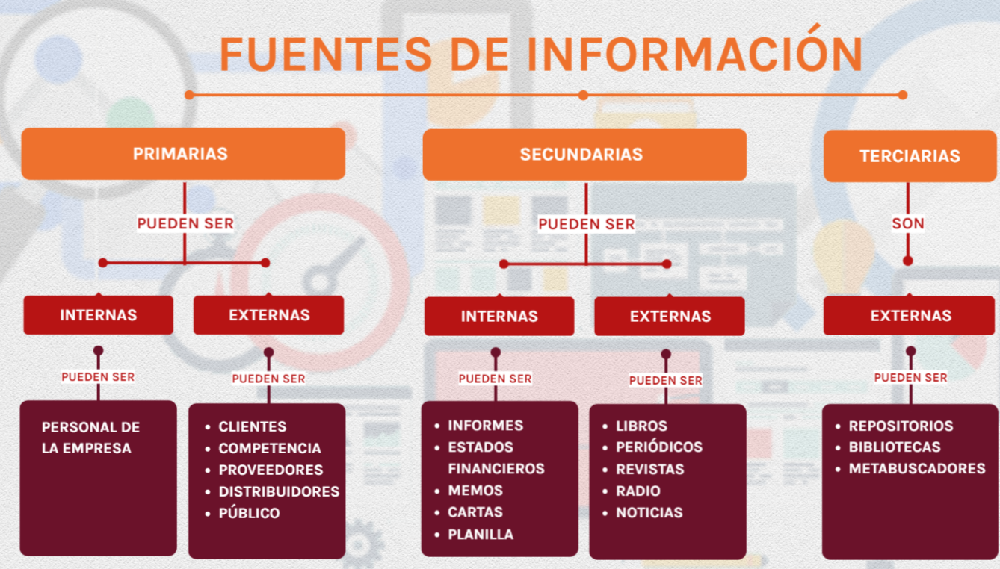 FUENTES DE INFORMACIÓN
PRIMARIAS
PUEDEN SER
INTERNAS
PUEDEN SER
PERSONAL DE
LA EMPRESA
EXTERNAS
PUEDEN SER
• CLIENTES
• COMPETENCIA
• PROVEEDORES
• DISTRIBUIDORES
• PÚBLICO
SECUNDARIAS
PUEDEN SER
INTERNAS
PUEDEN SER
• INFORMES
• ESTADOS
FINANCIEROS
• MEMOS
• CARTAS
• PLANILLA
EXTERNAS
PUEDEN SER
• LIBROS
• PERIÓDICOS
• REVISTAS
• RADIO
• NOTICIAS
TERCIARIAS
SON
EXTERNAS
PUEDEN SER
• REPOSITORIOS
• BIBLIOTECAS
• METABUSCADORES